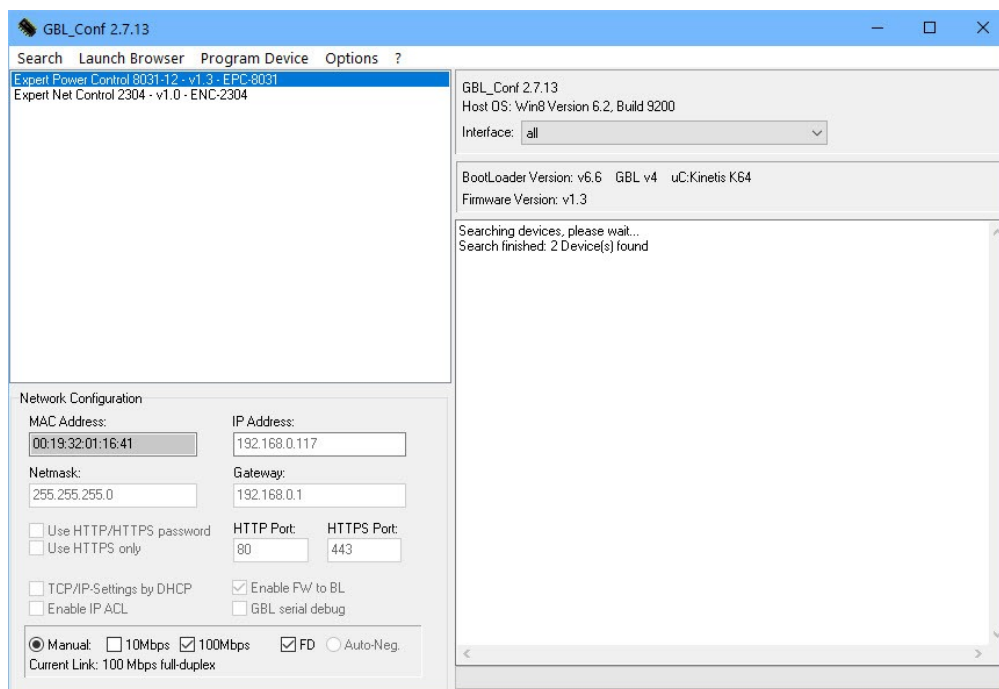 GBL_Conf 2.7.13
Search Launch Browser Program Device Options ?
Expert Power Control 8031-12 - v1.3 - EPC-8031
Expert Net Control 2304 - v1.0 - ENC-2304
GBL_Conf 2.7.13
Host OS: Win8 Version 6.2, Build 9200
Interface: all
BootLoader Version: v6.6 GBL v4 uC:Kinetis K64
Firmware Version: v1.3
Searching devices, please wait...
Search finished: 2 Device(s) found
Network Configuration
MAC Address: IP Address:
00:19:32:01:16:41 192.168.0.117
Netmask: Gateway:
255.255.255.0 192.168.0.1
Use HTTP/HTTPS password HTTP Port: HTTPS Port:
Use HTTPS only 80 443
TCP/IP-Settings by DHCP Enable FW to BL
Enable IP ACL GBL serial debug
Manual: 10Mbps 100Mbps FD Auto-Neg.
Current Link: 100 Mbps full-duplex